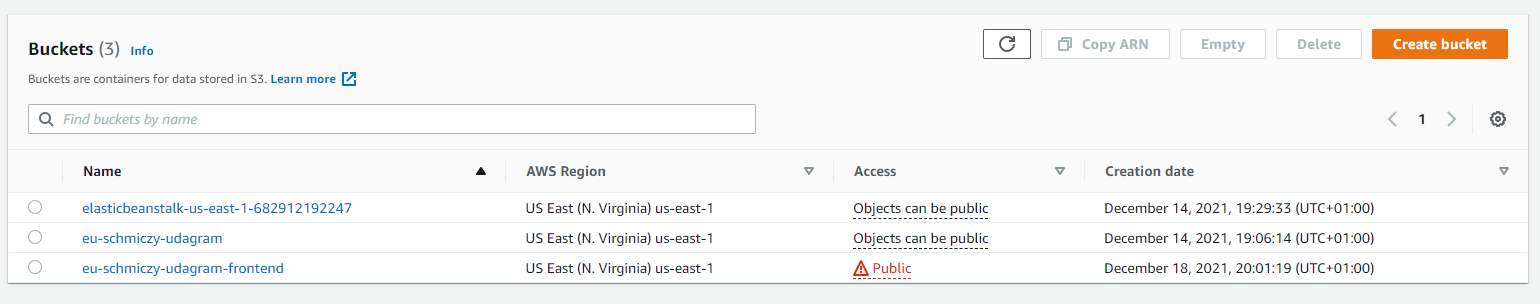 Buckets (3) Info
Copy ARN Empty Delete Create bucket
Buckets are containers for data stored in S3. Learn more
Find buckets by name
1
Name AWS Region Access Creation date
elasticbeanstalk-us-east-1-682912192247 US East (N. Virginia) us-east-1 Objects can be public December 14, 2021, 19:29:33 (UTC+01:00)
eu-schmiczy-udagram US East (N. Virginia) us-east-1 Objects can be public December 14, 2021, 19:06:14 (UTC+01:00)
eu-schmiczy-udagram-frontend US East (N. Virginia) us-east-1 Public December 18, 2021, 20:01:19 (UTC+01:00)